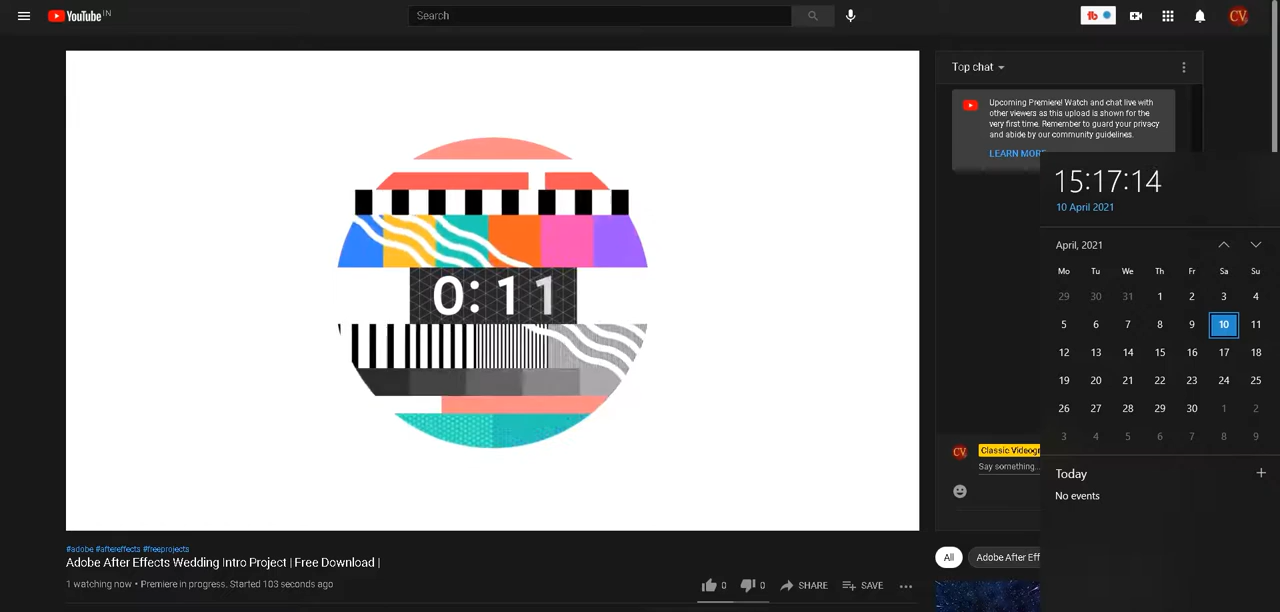 YouTube IN
Search
CV
0:11
Top chat
Upcoming Premiere! Watch and chat live with
other viewers as this upload is shown for the
very first time. Remember to guard your privacy
and abide by our community guidelines.
LEARN MORE
15:17:14
10 April 2021
April, 2021
Mo Tu We Th Fr Sa Su
29 30 31 1 2 3 4
5 6 7 8 9 10 11
12 13 14 15 16 17 18
19 20 21 22 23 24 25
26 27 28 29 30 1 2
3 4 5 6 7 8 9
CV
Classic Videogr
Say something...
Today
No events
#adobe #aftereffects #freeprojects
Adobe After Effects Wedding Intro Project | Free Download |
1 watching now • Premiere in progress. Started 103 seconds ago
0 0 SHARE SAVE
All
Adobe After Eff